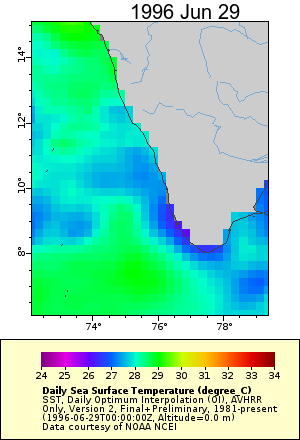 1996 Jun 29
14°
12°
10°
8°
74° 76° 78°
24 25 26 27 28 29 30 31 32 33 34
Daily Sea Surface Temperature (degree_C)
SST, Daily Optimum Interpolation (OI), AVHRR
Only, Version 2, Final+Preliminary, 1981-present
(1996-06-29T00:00:00Z, Altitude=0.0 m)
Data courtesy of NOAA NCEI